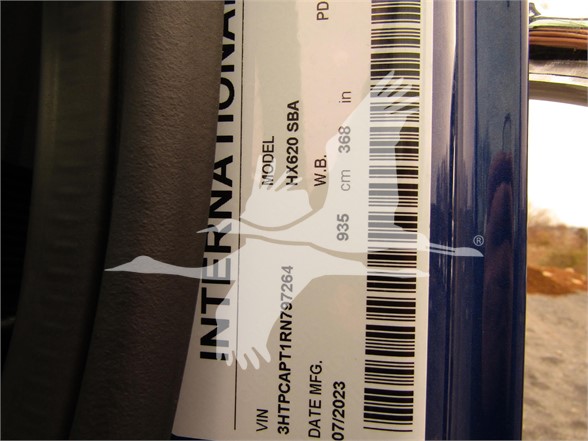 INTERNATIONAL
VIN MODEL
3HTPCAPT1RN797264 HX620 SBA
DATE MFG. W.B. PD
07/2023 935 cm 368 in
®